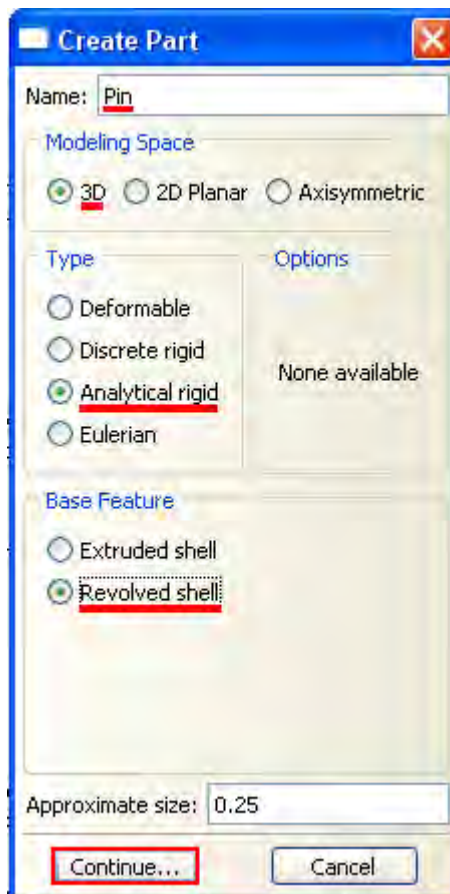 Create Part
Name: Pin
Modeling Space
3D 2D Planar Axisymmetric
Type Options
Deformable
Discrete rigid
None available
Analytical rigid
Eulerian
Base Feature
Extruded shell
Revolved shell
Approximate size: 0.25
Continue... Cancel